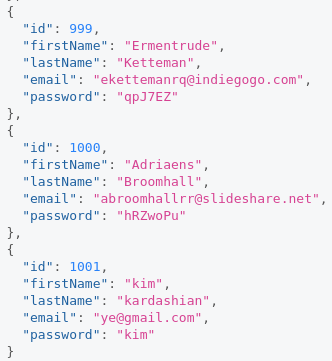 {
"id": 999,
"firstName": "Ermentrude",
"lastName": "Ketteman",
"email": "ekettemanrq@indiegogo.com",
"password": "qpJ7EZ"
},
{
"id": 1000,
"firstName": "Adriaens",
"lastName": "Broomhall",
"email": "abroomhallrr@slideshare.net",
"password": "hRZwoPu"
},
{
"id": 1001,
"firstName": "kim",
"lastName": "kardashian",
"email": "ye@gmail.com",
"password": "kim"
}